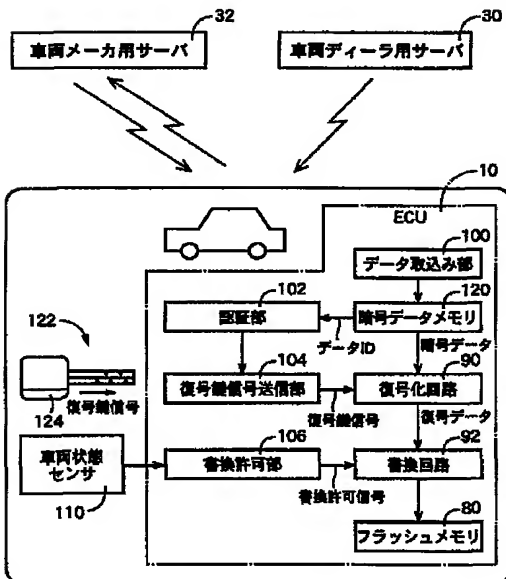 32
30
車両メーカ用サーバ
車両ディーラ用サーバ
10
ECU
100
データ取込み部
102
120
認証部
暗号データメモリ
データID
暗号データ
122
104
90
復号鍵信号送信部
復号化回路
124
復号鍵信号
復号鍵信号
復号データ
106
92
車両状態
センサ
書換許可部
書換回路
書換許可信号
110
80
フラッシュメモリ